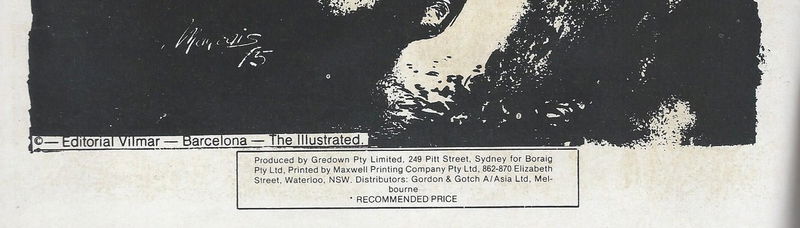 ©— Editorial Vilmar — Barcelona — The Illustrated.
Produced by Gredown Pty Limited, 249 Pitt Street, Sydney for Boraig
Pty Ltd, Printed by Maxwell Printing Company Pty Ltd, 862-870 Elizabeth
Street, Waterloo, NSW. Distributors: Gordon & Gotch A/Asia Ltd, Mel-
bourne
* RECOMMENDED PRICE